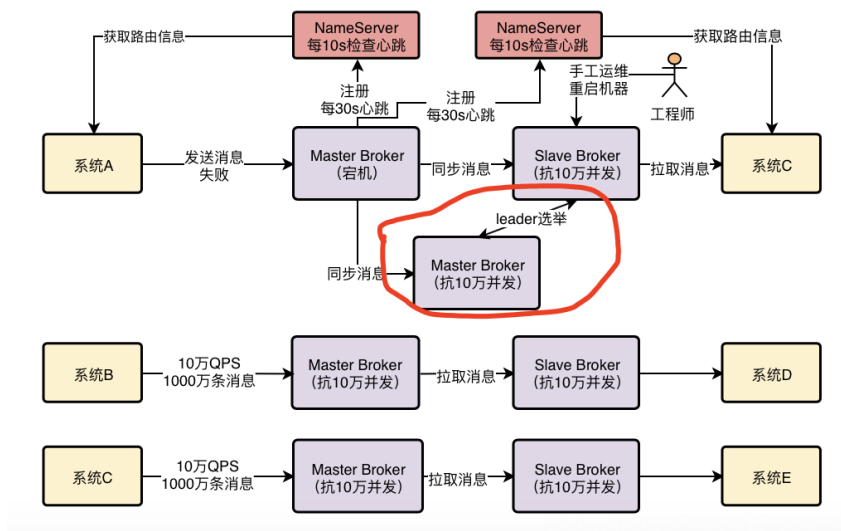 NameServer
每10s检查心跳
NameServer
每10s检查心跳
获取路由信息
获取路由信息
注册
每30s心跳
注册
每30s心跳
手工运维
重启机器
工程师
系统A
发送消息
失败
Master Broker
(宕机)
同步消息
Slave Broker
(抗10万并发)
拉取消息
系统C
leader选举
同步消息
Master Broker
(抗10万并发)
系统B
10万QPS
1000万条消息
Master Broker
(抗10万并发)
拉取消息
Slave Broker
(抗10万并发)
系统D
系统C
10万QPS
1000万条消息
Master Broker
(抗10万并发)
拉取消息
Slave Broker
(抗10万并发)
系统E